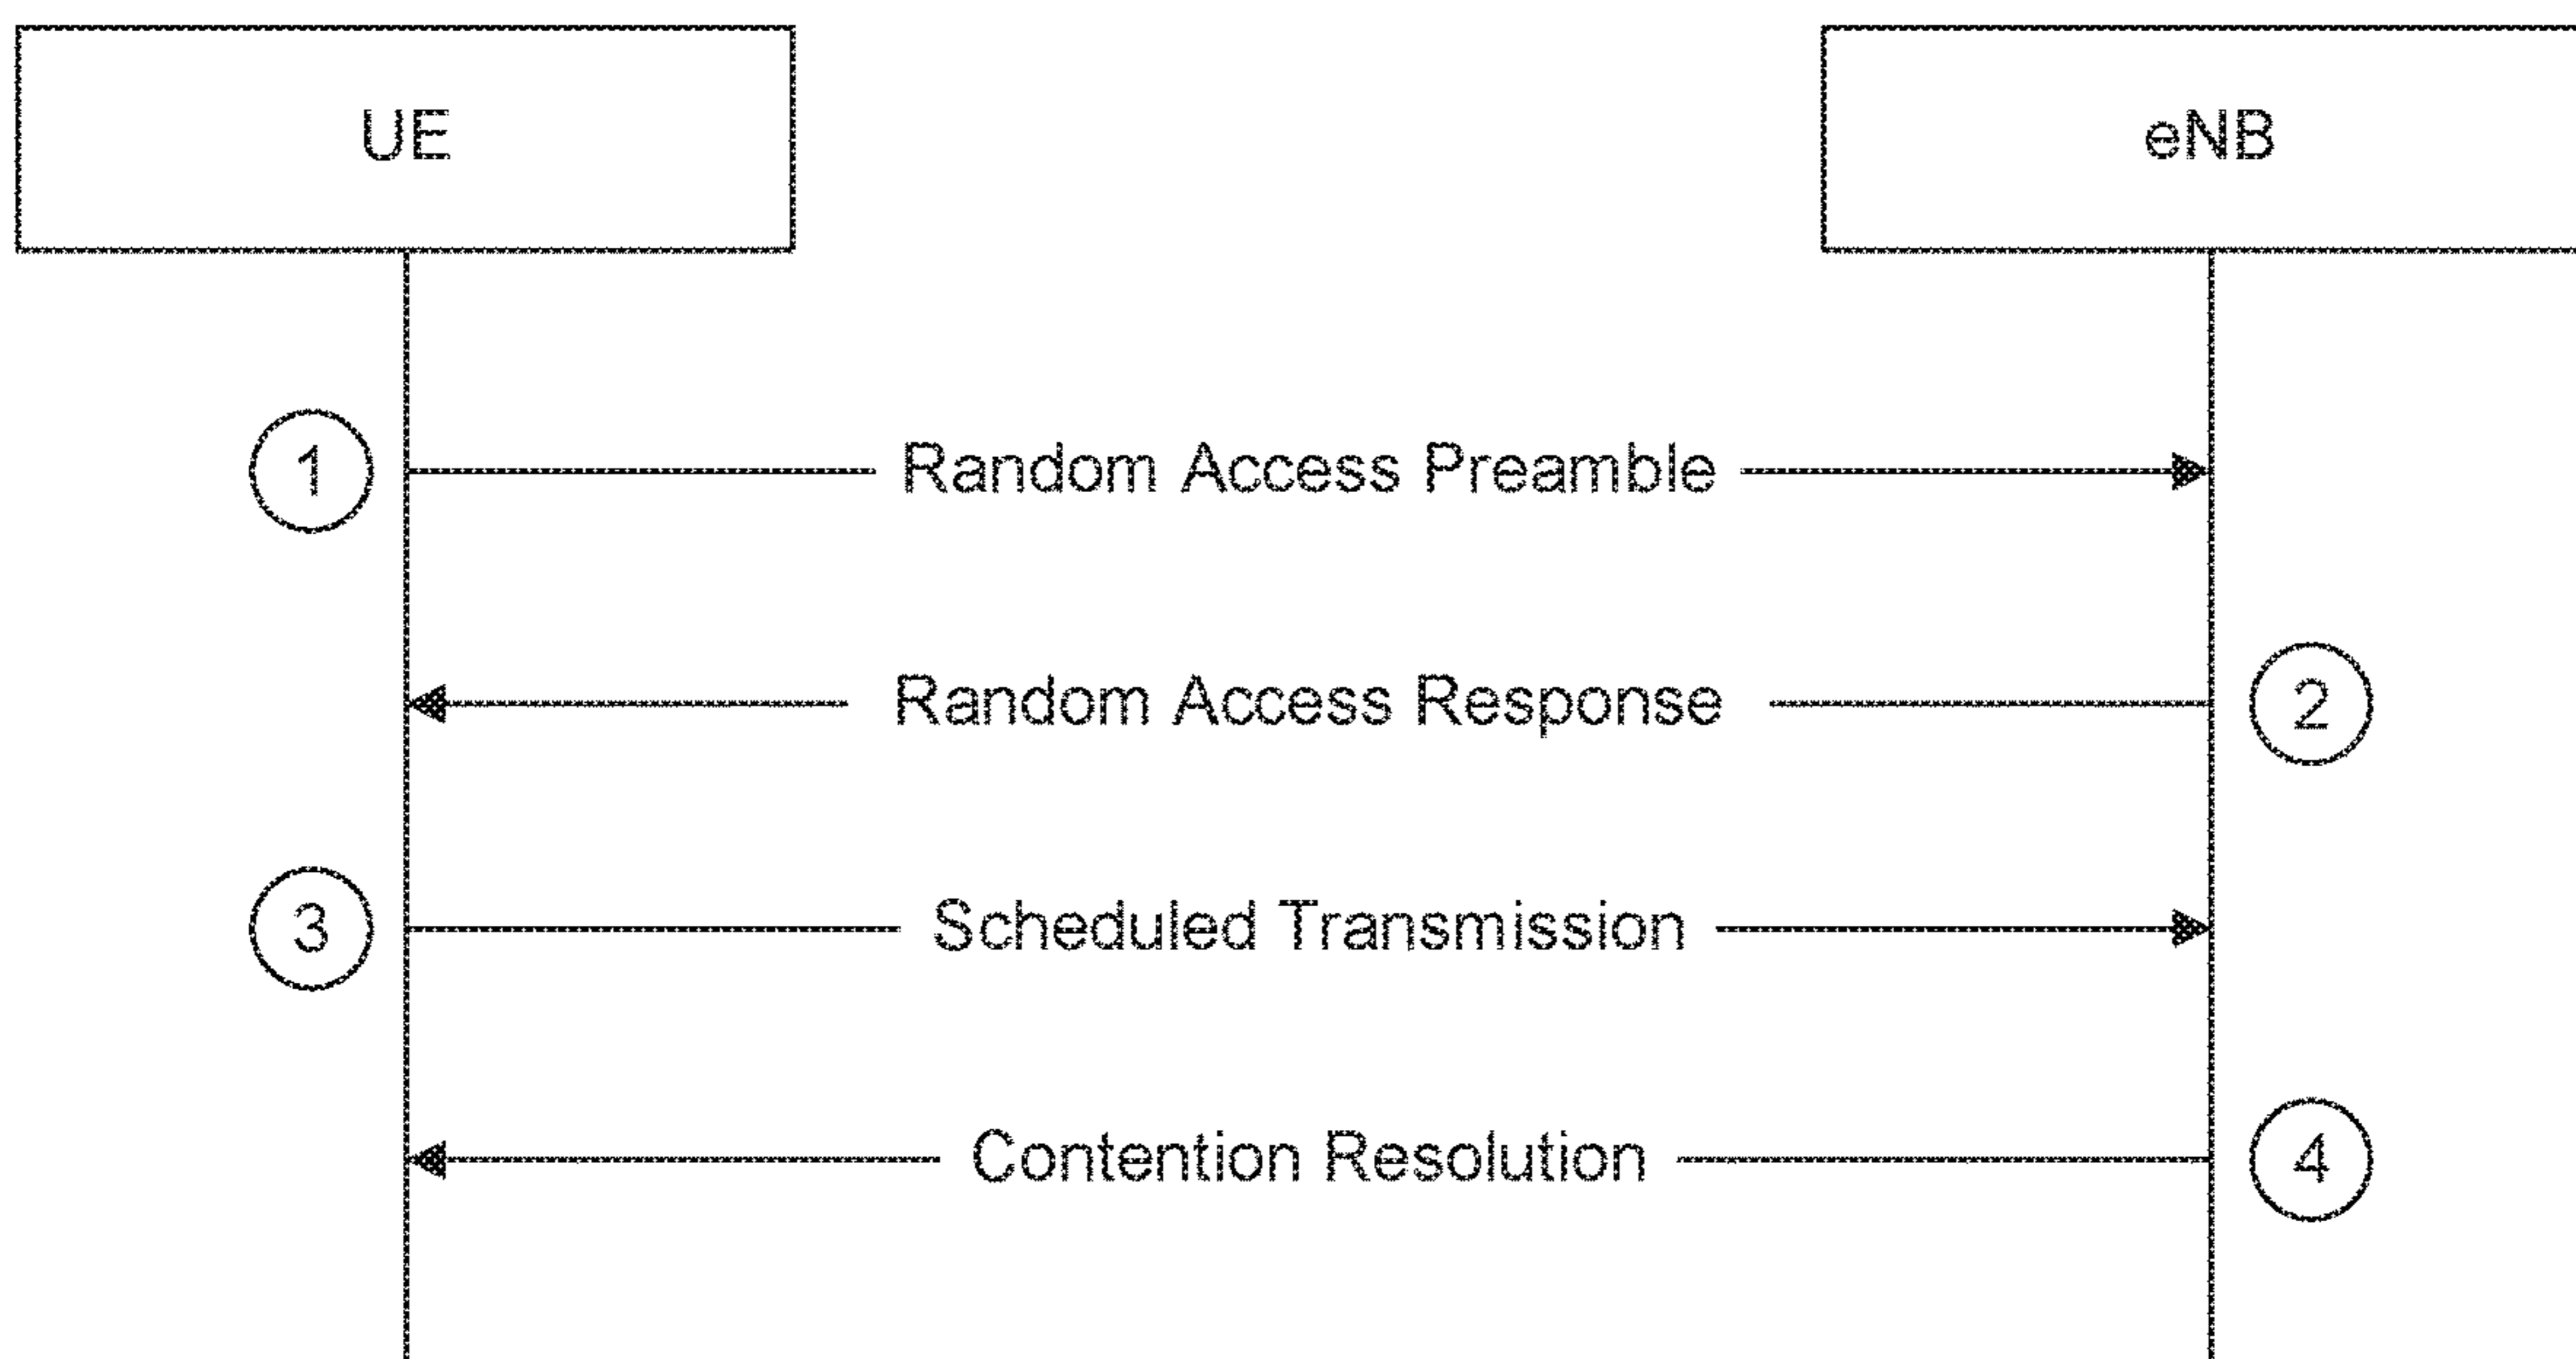 UE
eNB
1
Random Access Preamble
Random Access Response
2
3
Scheduled Transmission
Contention Resolution
4